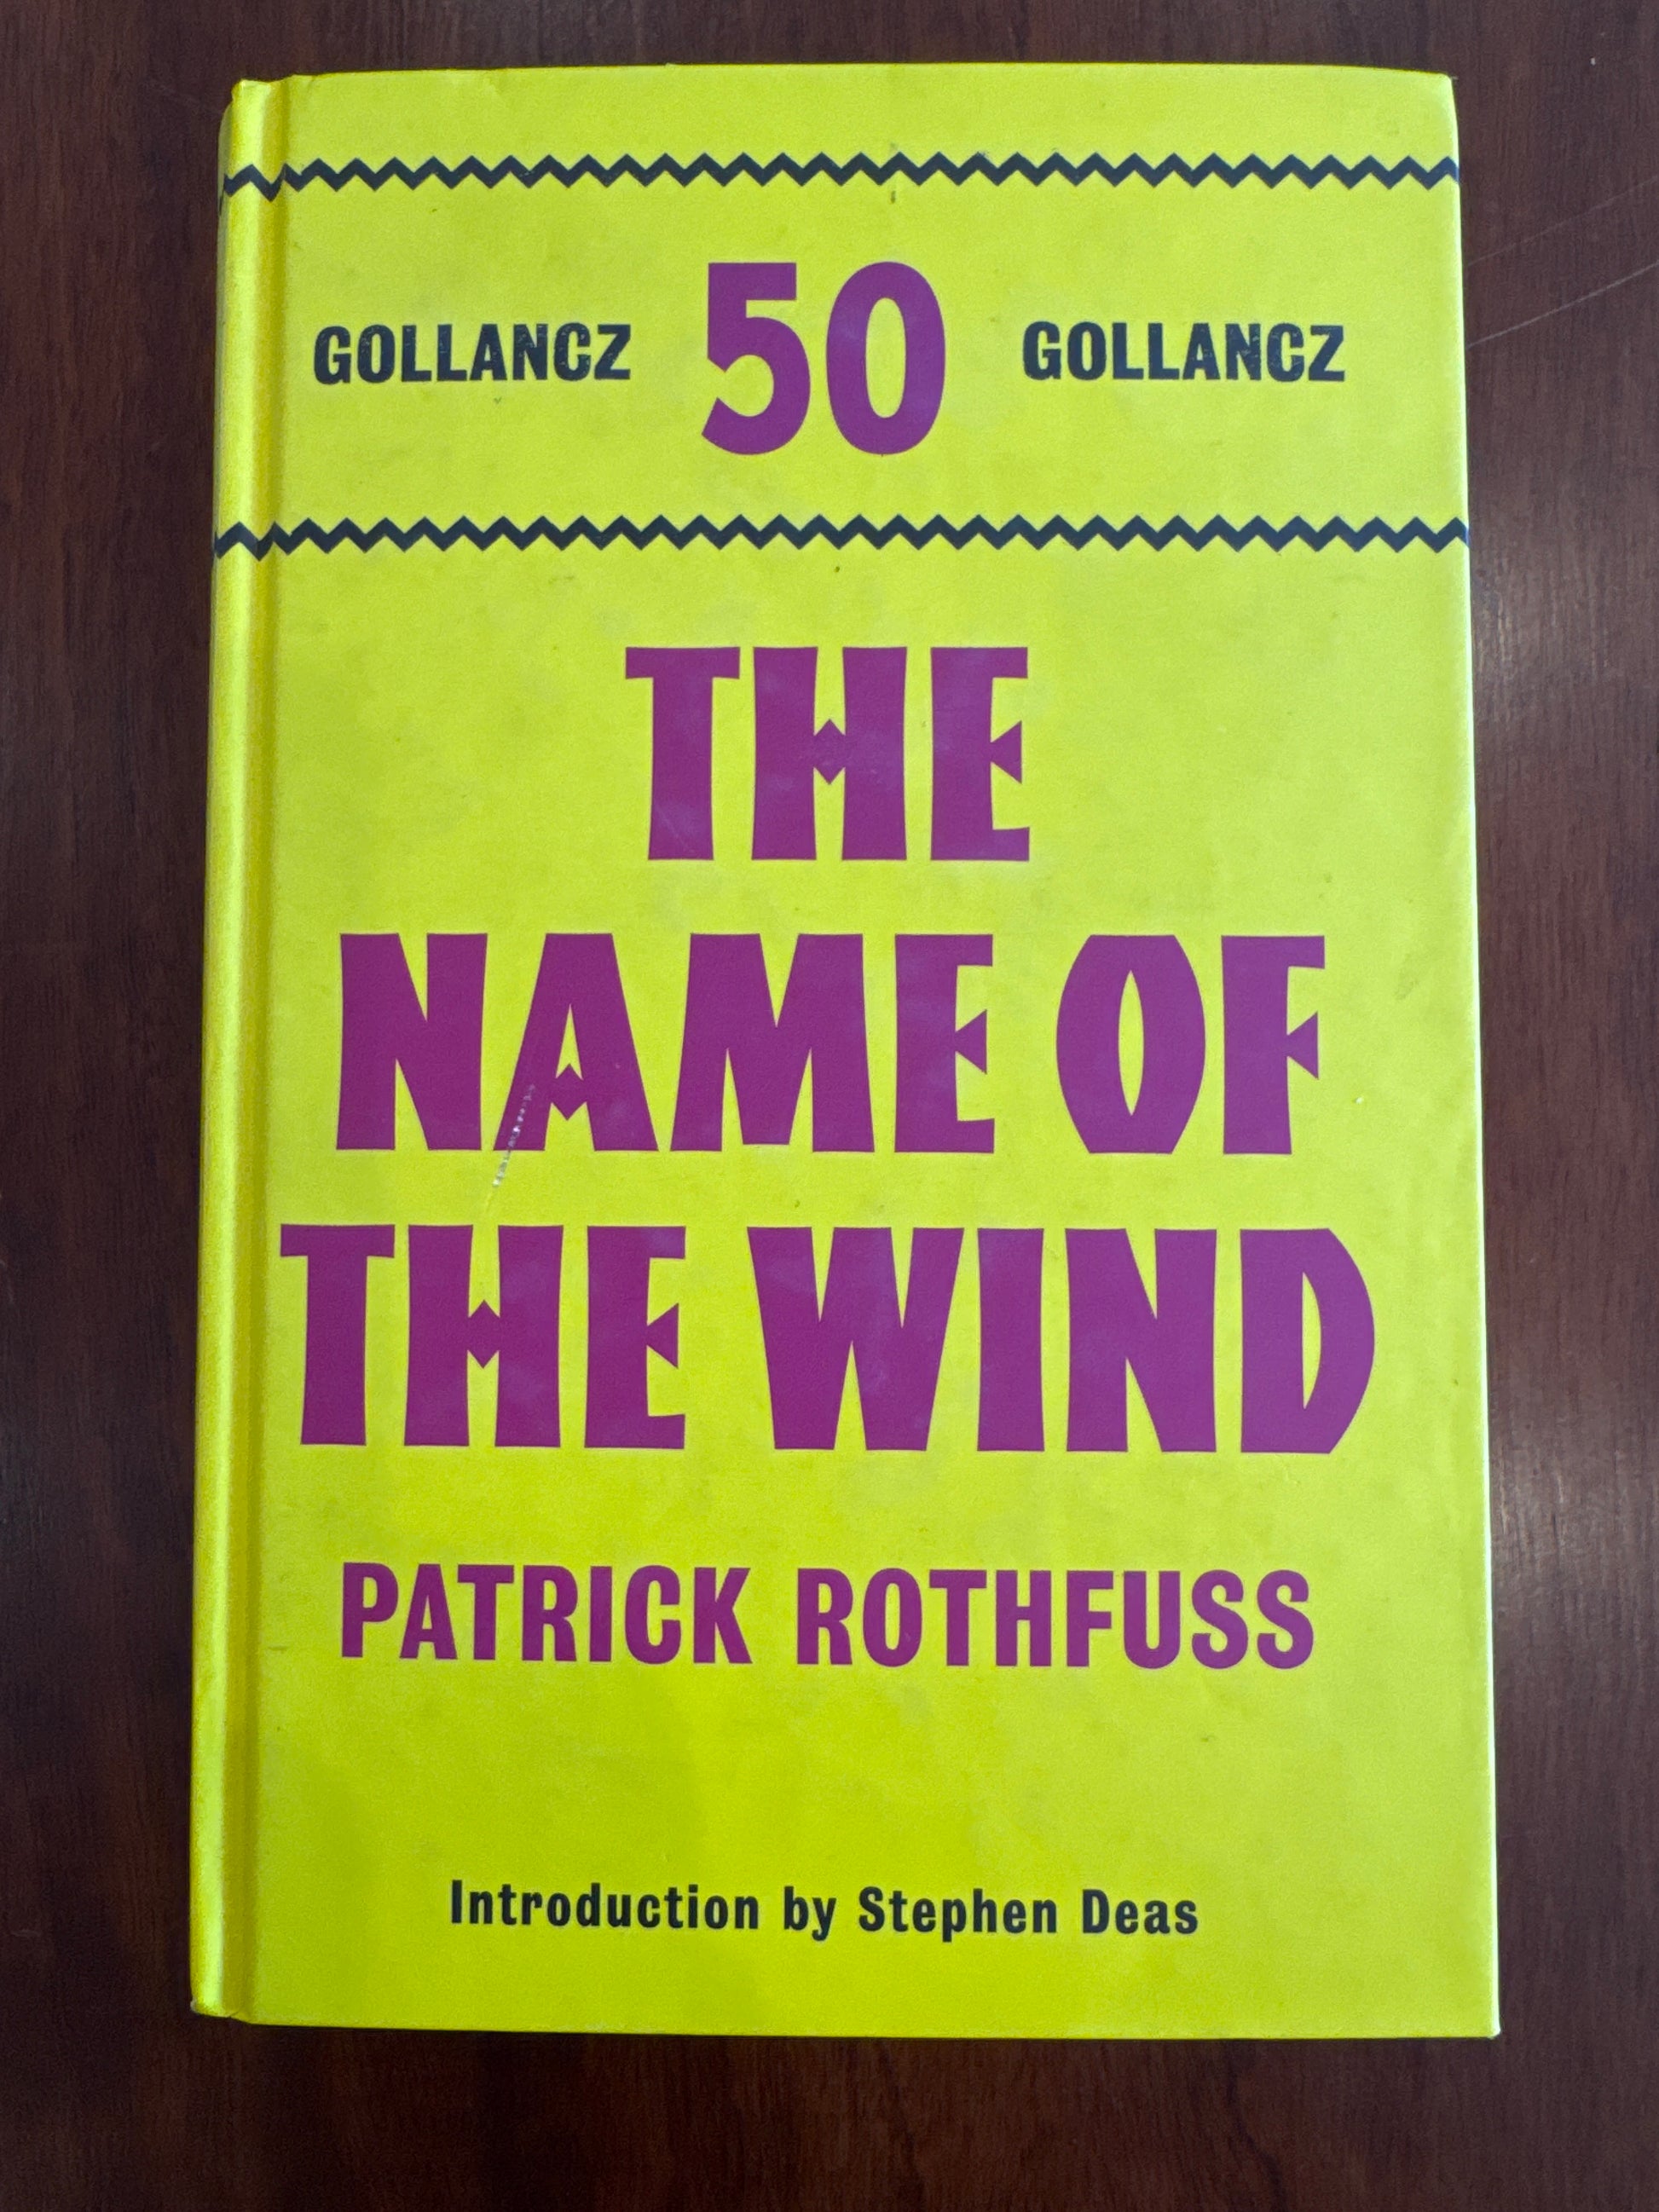 GOLLANCZ 50 GOLLANCZ
THE
NAME OF
THE WIND
PATRICK ROTHFUSS
Introduction by Stephen Deas